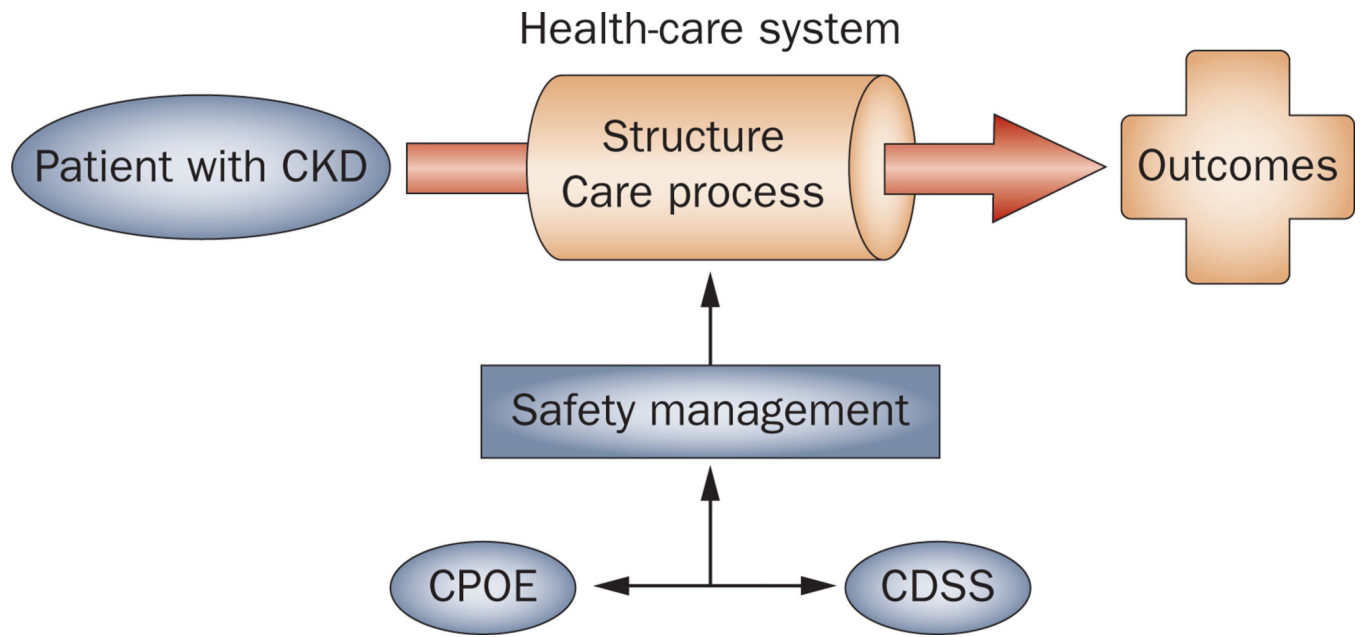 Health-care system
Patient with CKD
Structure
Care process
Outcomes
Safety management
CPOE
CDSS